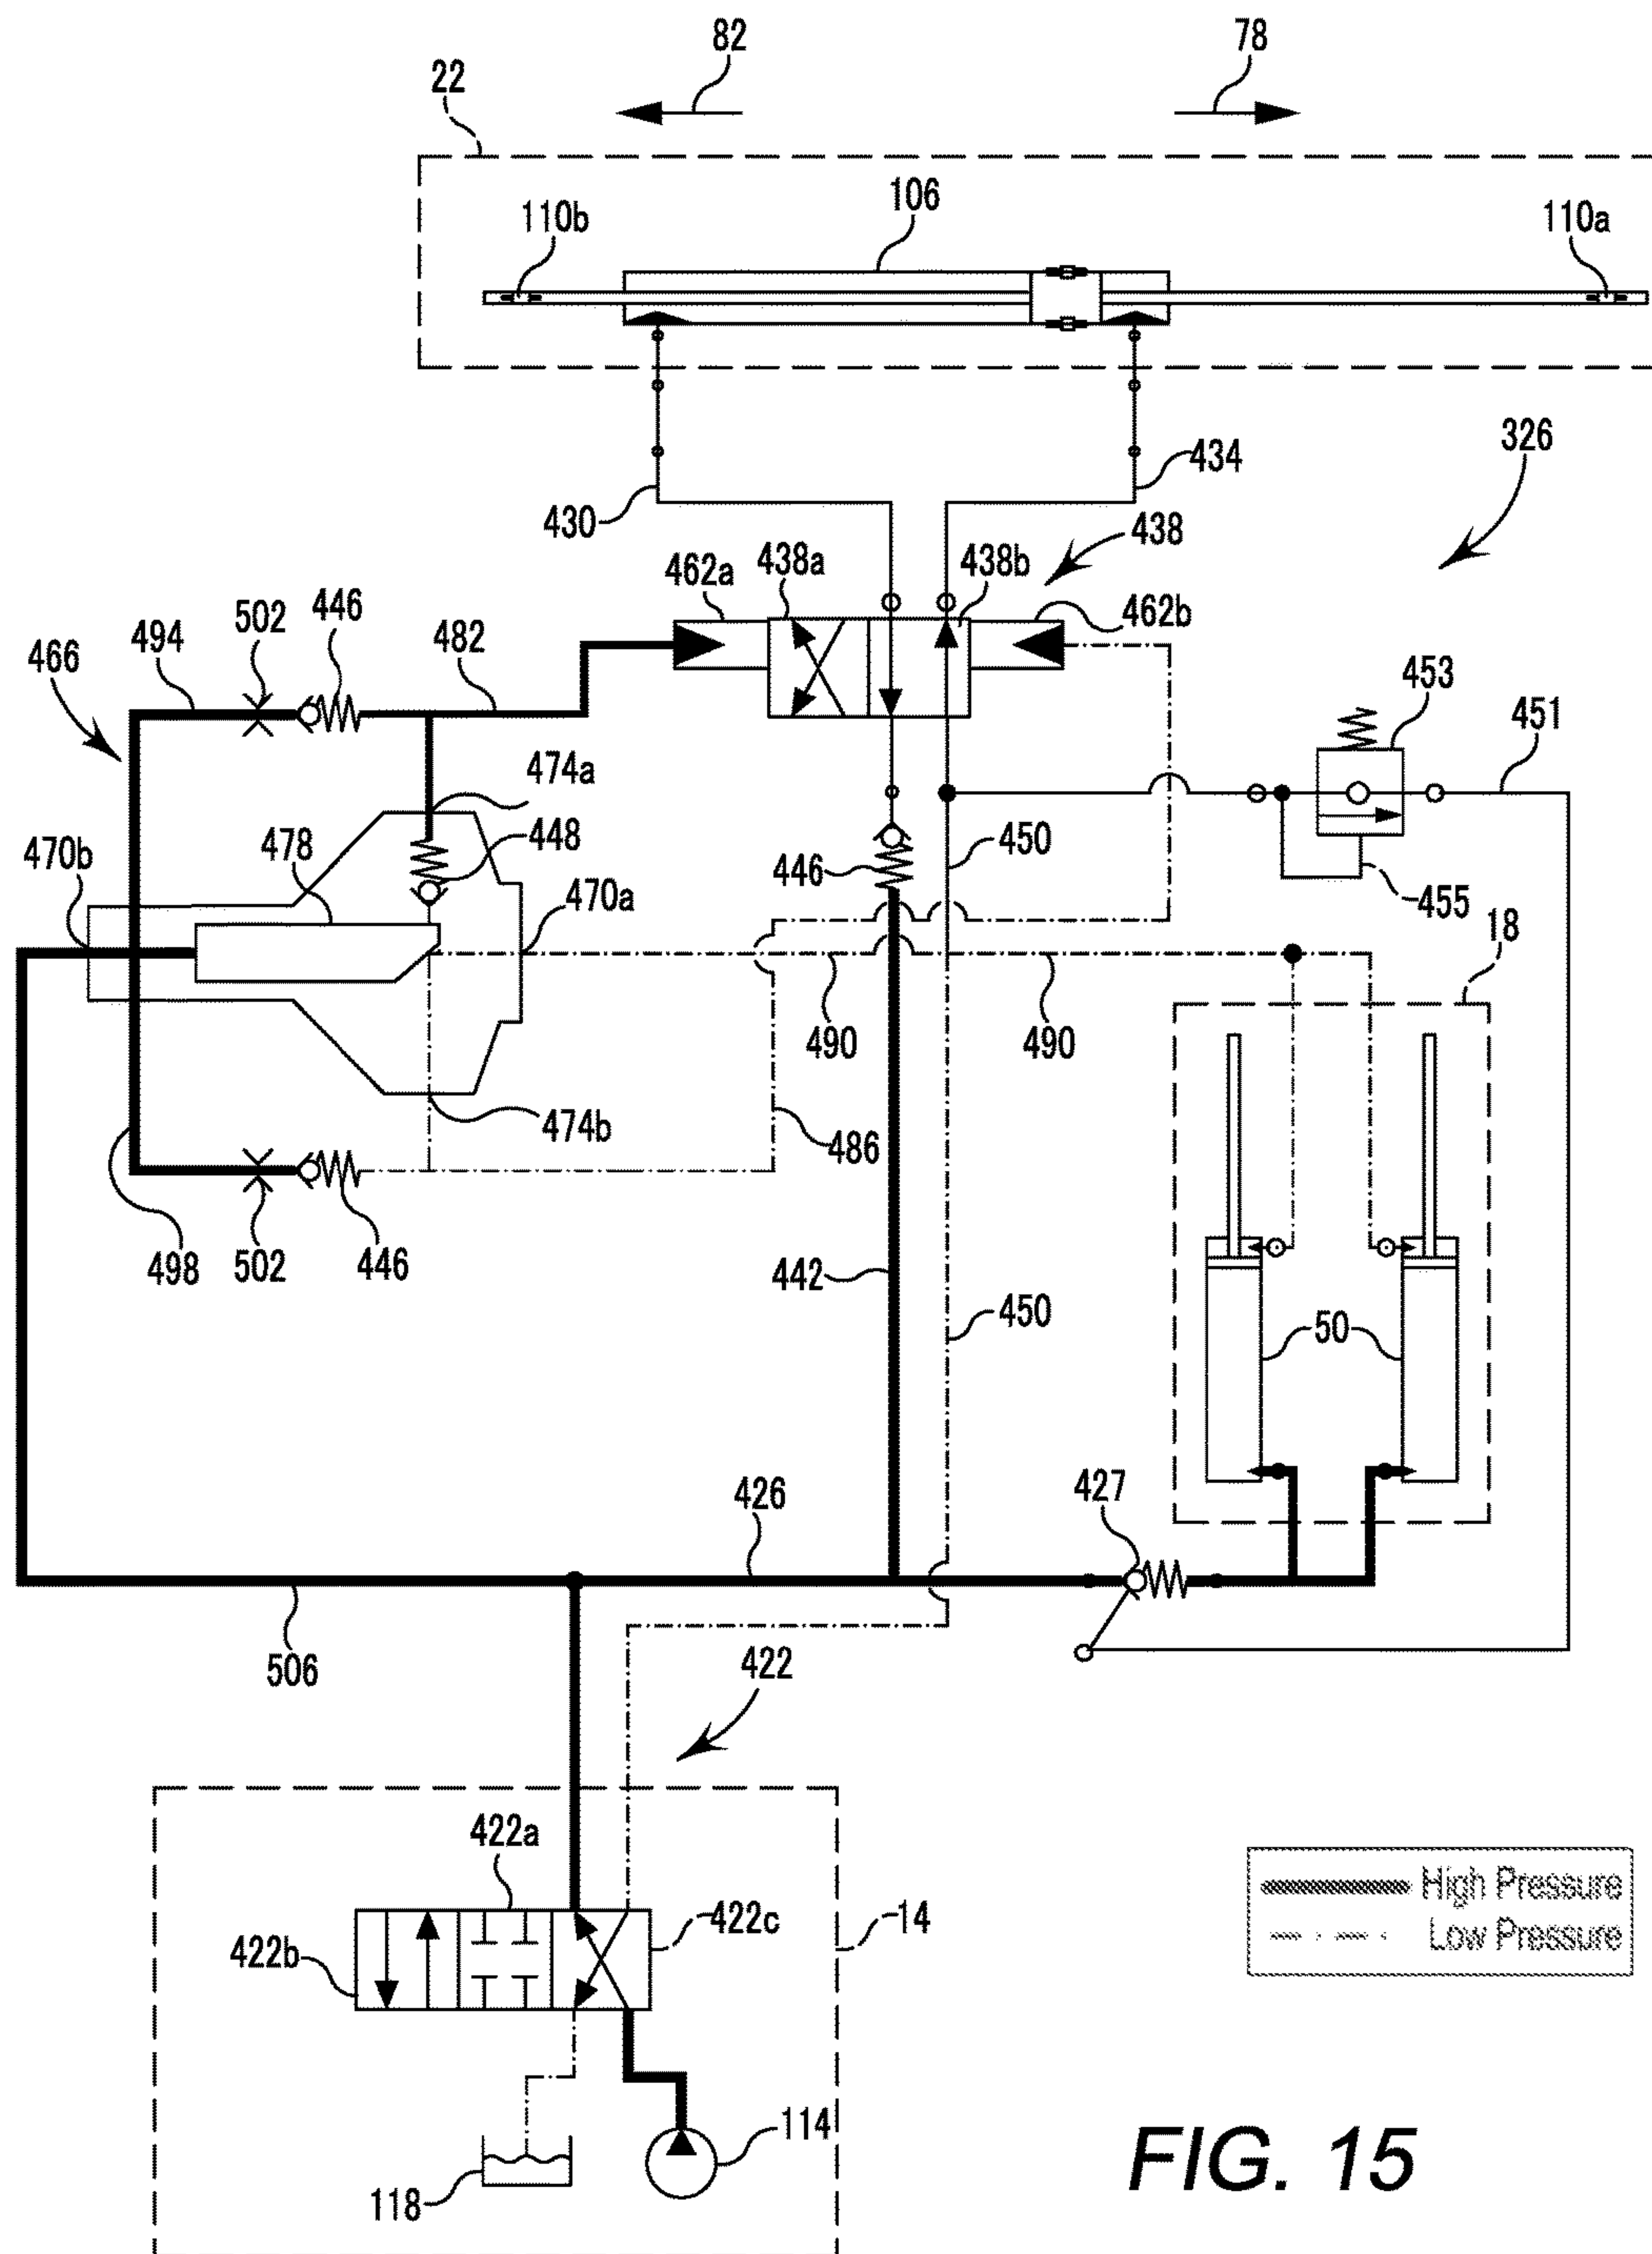 82
78
22
106
110b
110a
326
434
430
438
438a
438b
462a
462b
446
502
494
482
466
453
451
474a
448
478
470b
450
446
470a
455
18
490
490
474b
486
498
502
446
442
450
50
427
426
506
422
422a
High Pressure
14
422c
Low Pressure
422b
114
118
FIG. 15